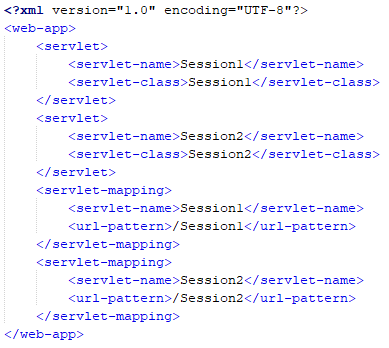 <?xml version="1.0" encoding="UTF-8"?>
<web-app>
    <servlet>
        <servlet-name>Session1</servlet-name>
        <servlet-class>Session1</servlet-class>
    </servlet>
    <servlet>
        <servlet-name>Session2</servlet-name>
        <servlet-class>Session2</servlet-class>
    </servlet>
    <servlet-mapping>
        <servlet-name>Session1</servlet-name>
        <url-pattern>/Session1</url-pattern>
    </servlet-mapping>
    <servlet-mapping>
        <servlet-name>Session2</servlet-name>
        <url-pattern>/Session2</url-pattern>
    </servlet-mapping>
</web-app>